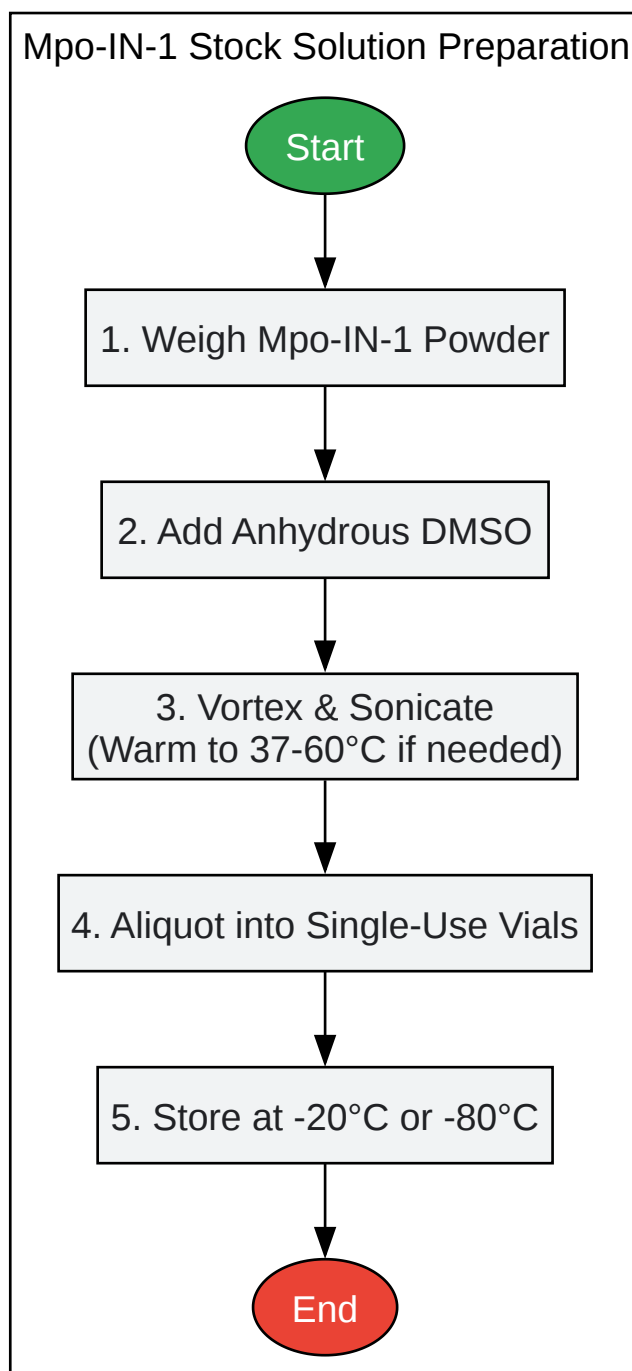 Mpo-IN-1 Stock Solution Preparation
Start
1. Weigh Mpo-IN-1 Powder
2. Add Anhydrous DMSO
3. Vortex & Sonicate
(Warm to 37-60°C if needed)
4. Aliquot into Single-Use Vials
5. Store at -20°C or -80°C
End